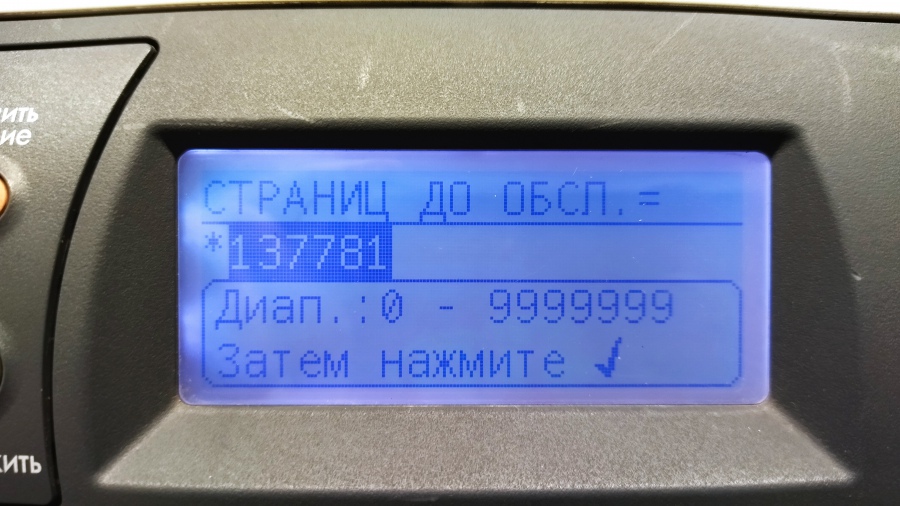 СТРАНИЦ ДО ОБСЛ.=
*137781
Диап.:0 - 9999999
Затем нажмите ✓